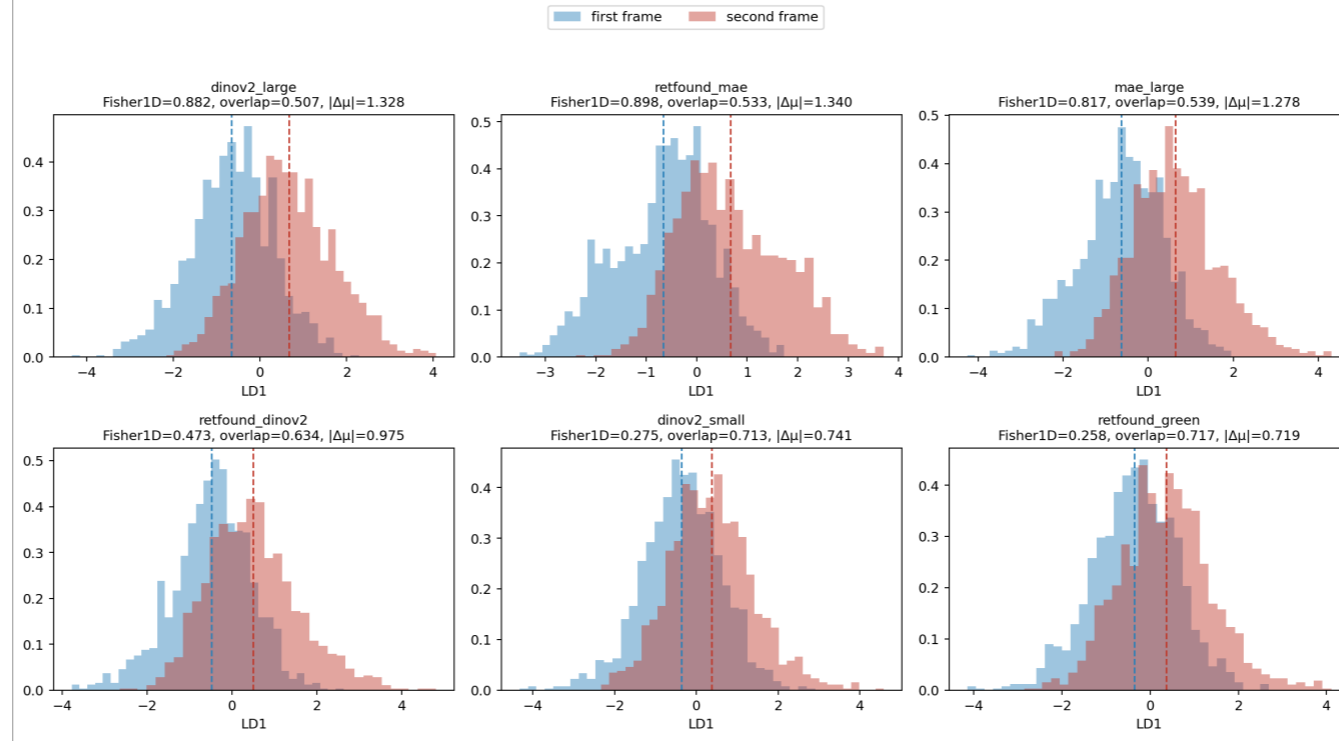 first frame second frame
dinov2_large
Fisher1D=0.882, overlap=0.507, |Δμ|=1.328
retfound_mae
Fisher1D=0.898, overlap=0.533, |Δμ|=1.340
mae_large
Fisher1D=0.817, overlap=0.539, |Δμ|=1.278
0.4
0.3
0.2
0.1
0.0
−4 −2 0 2 4
LD1
0.5
0.4
0.3
0.2
0.1
0.0
−3 −2 −1 0 1 2 3 4
LD1
0.5
0.4
0.3
0.2
0.1
0.0
−4 −2 0 2 4
LD1
retfound_dinov2
Fisher1D=0.473, overlap=0.634, |Δμ|=0.975
dinov2_small
Fisher1D=0.275, overlap=0.713, |Δμ|=0.741
retfound_green
Fisher1D=0.258, overlap=0.717, |Δμ|=0.719
0.5
0.4
0.3
0.2
0.1
0.0
−4 −2 0 2 4
LD1
0.4
0.3
0.2
0.1
0.0
−4 −2 0 2 4
LD1
0.4
0.3
0.2
0.1
0.0
−4 −2 0 2 4
LD1